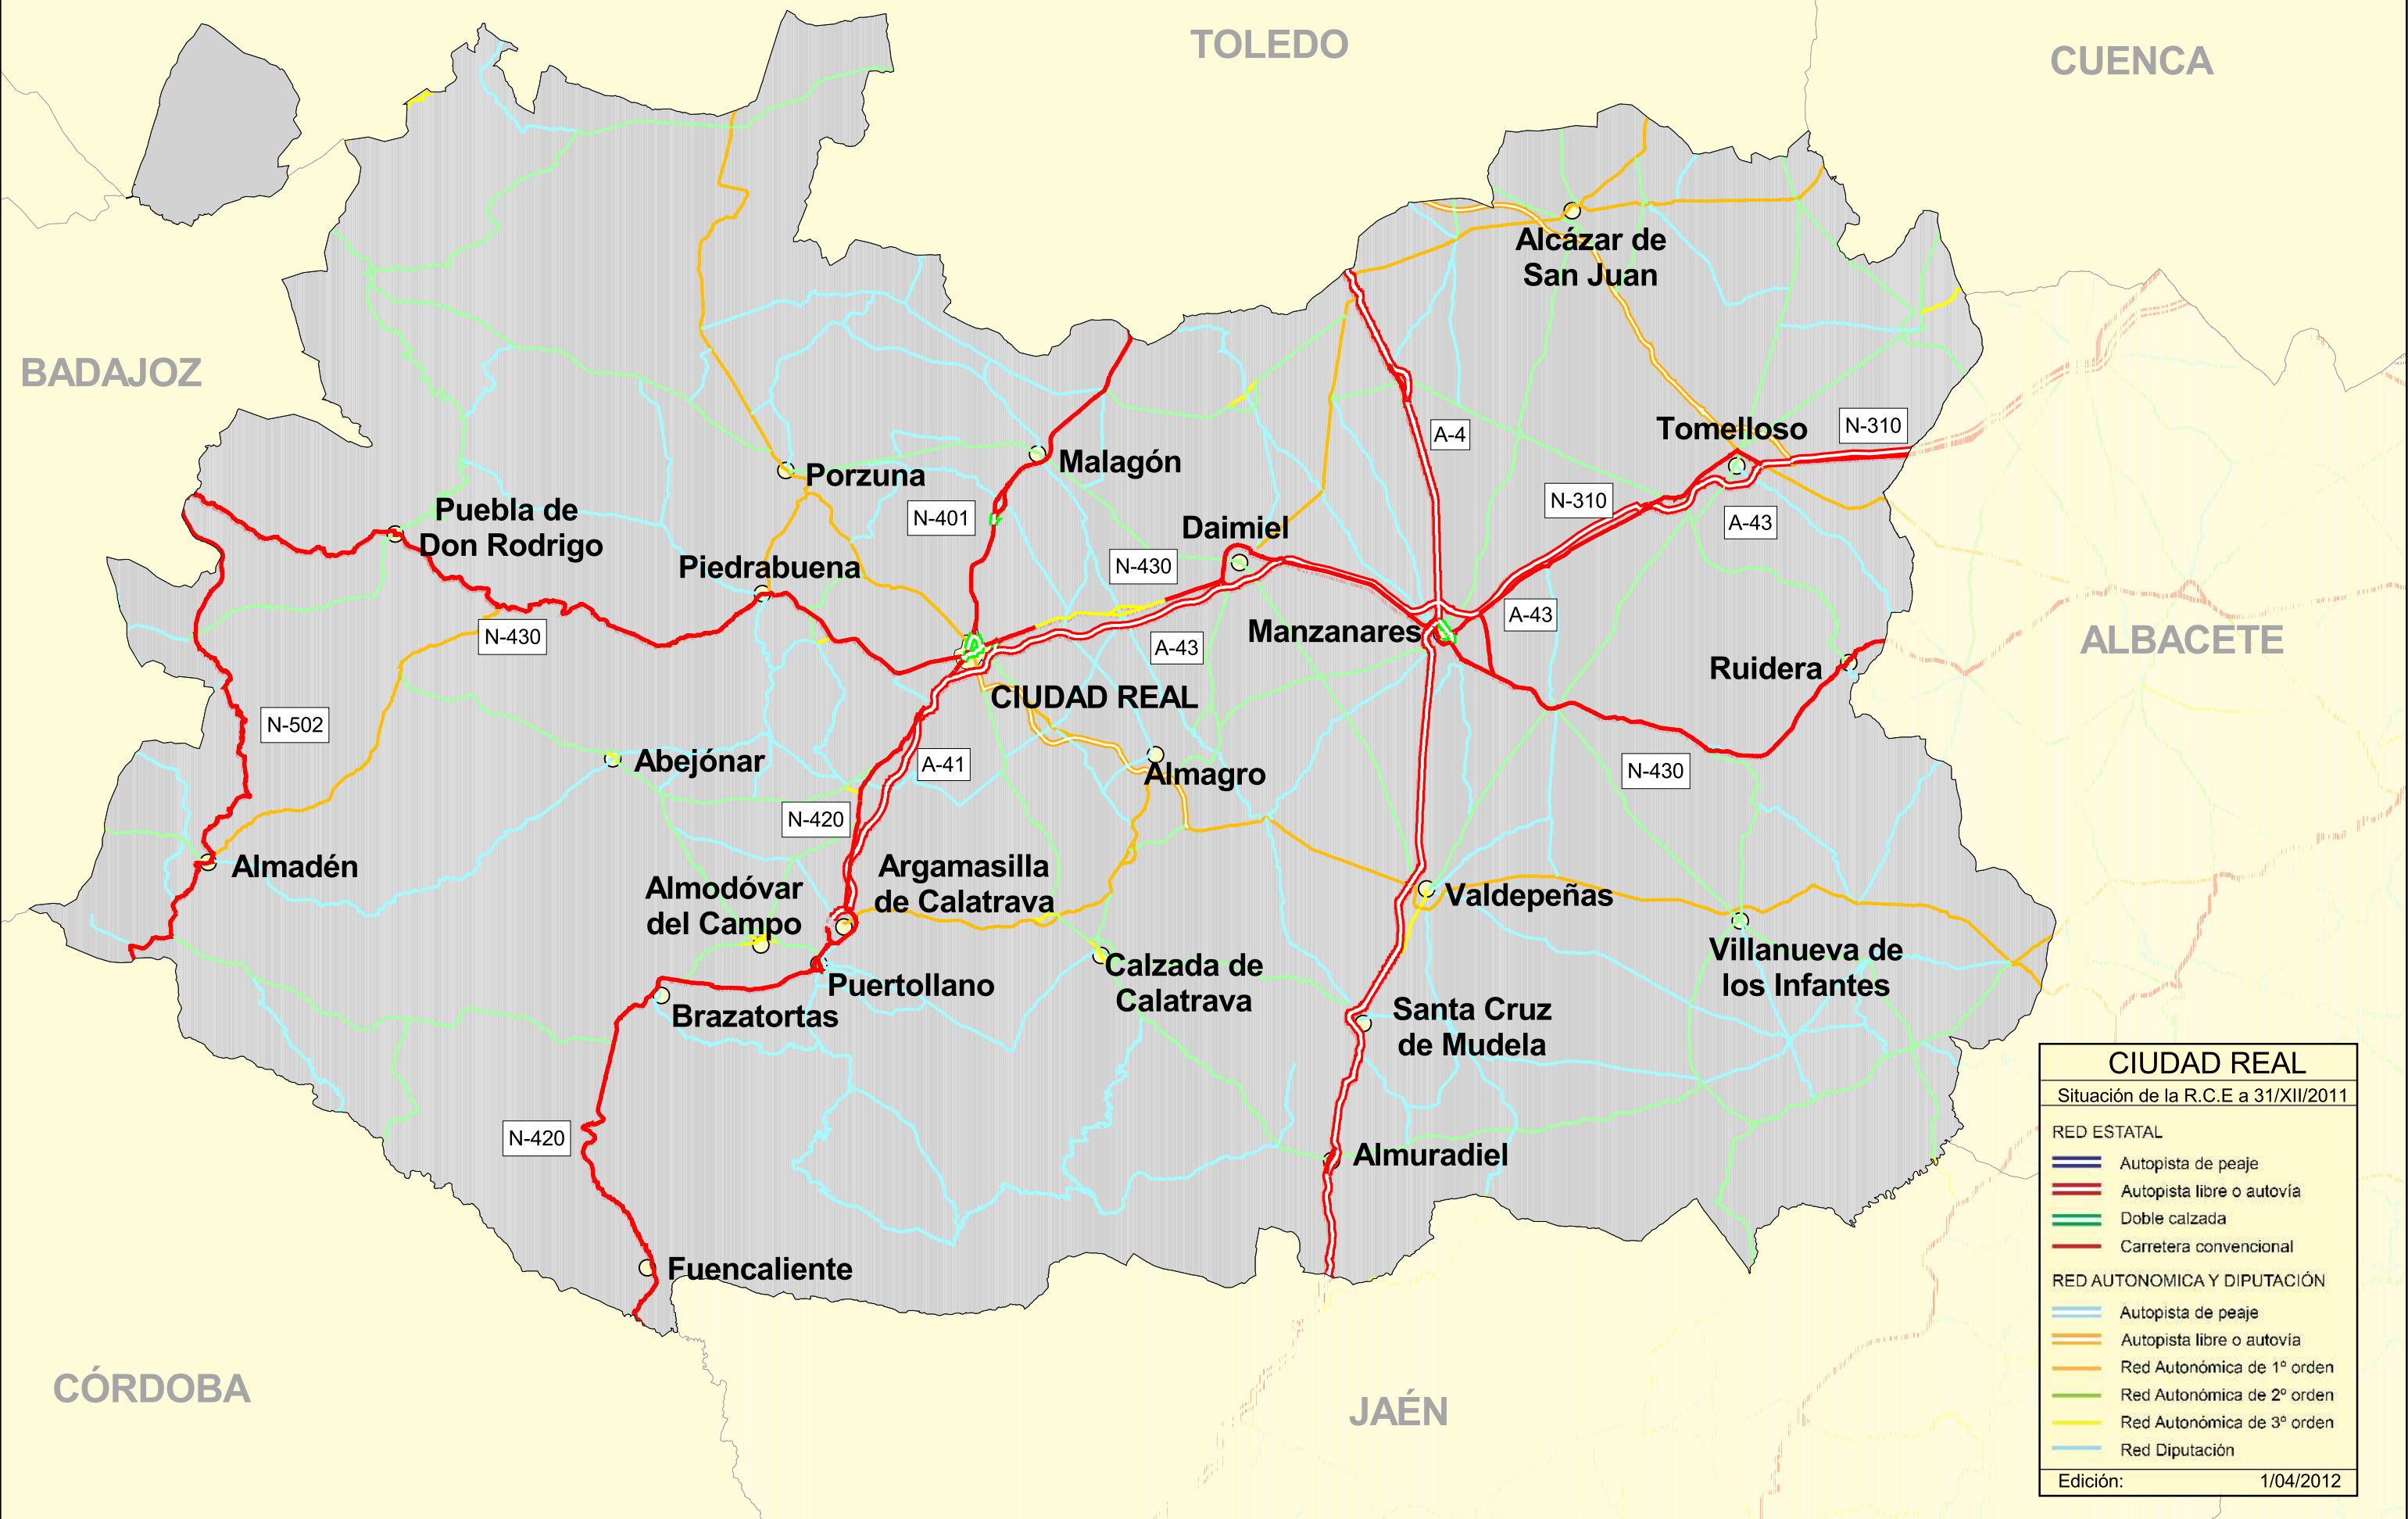 TOLEDO
CUENCA
BADAJOZ
Alcázar de
San Juan
Tomelloso
N-310
A-4
Malagón
Porzuna
N-310
Puebla de
Don Rodrigo
N-401
Daimiel
A-43
Piedrabuena
N-430
N-430
A-43
Manzanares
ALBACETE
Ruidera
A-43
CIUDAD REAL
N-502
Abejónar
A-41
Almagro
N-430
N-420
Almadén
Argamasilla
de Calatrava
Almodóvar
del Campo
Valdepeñas
Villanueva de
los Infantes
Calzada de
Calatrava
Puertollano
Brazatortas
Santa Cruz
de Mudela
N-420
Almuradiel
Fuencaliente
CÓRDOBA
JAÉN
CIUDAD REAL
Situación de la R.C.E a 31/XII/2011
RED ESTATAL
Autopista de peaje
Autopista libre o autovía
Doble calzada
Carretera convencional
RED AUTONOMICA Y DIPUTACIÓN
Autopista de peaje
Autopista libre o autovía
Red Autonómica de 1º orden
Red Autonómica de 2º orden
Red Autonómica de 3º orden
Red Diputación
Edición: 1/04/2012